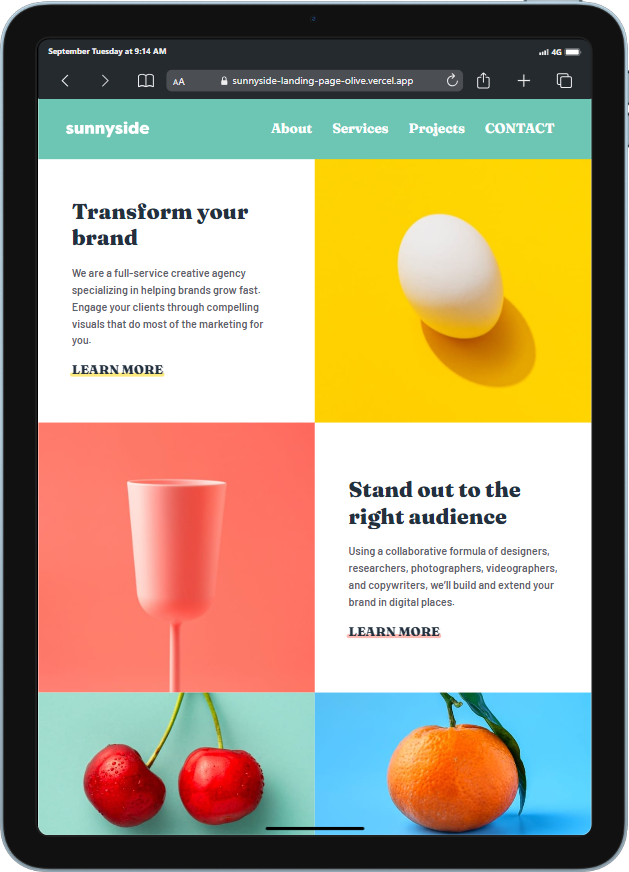 September Tuesday at 9:14 AM
4G
AA
sunnyside-landing-page-olive.vercel.app
sunnyside
About Services Projects CONTACT
Transform your
brand
We are a full-service creative agency
specializing in helping brands grow fast.
Engage your clients through compelling
visuals that do most of the marketing for
you.
LEARN MORE
Stand out to the
right audience
Using a collaborative formula of designers,
researchers, photographers, videographers,
and copywriters, we'll build and extend your
brand in digital places.
LEARN MORE